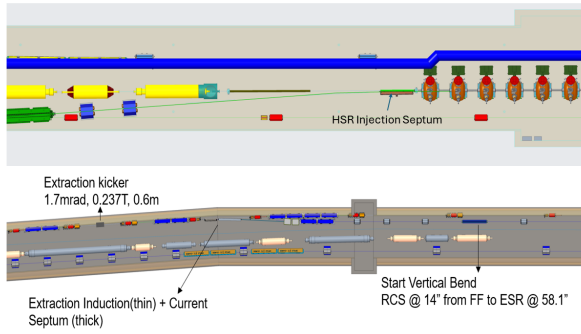 HSR Injection Septum
Extraction kicker
1.7mrad, 0.237T, 0.6m
Extraction Induction(thin) + Current
Septum (thick)
Start Vertical Bend
RCS @ 14” from FF to ESR @ 58.1”